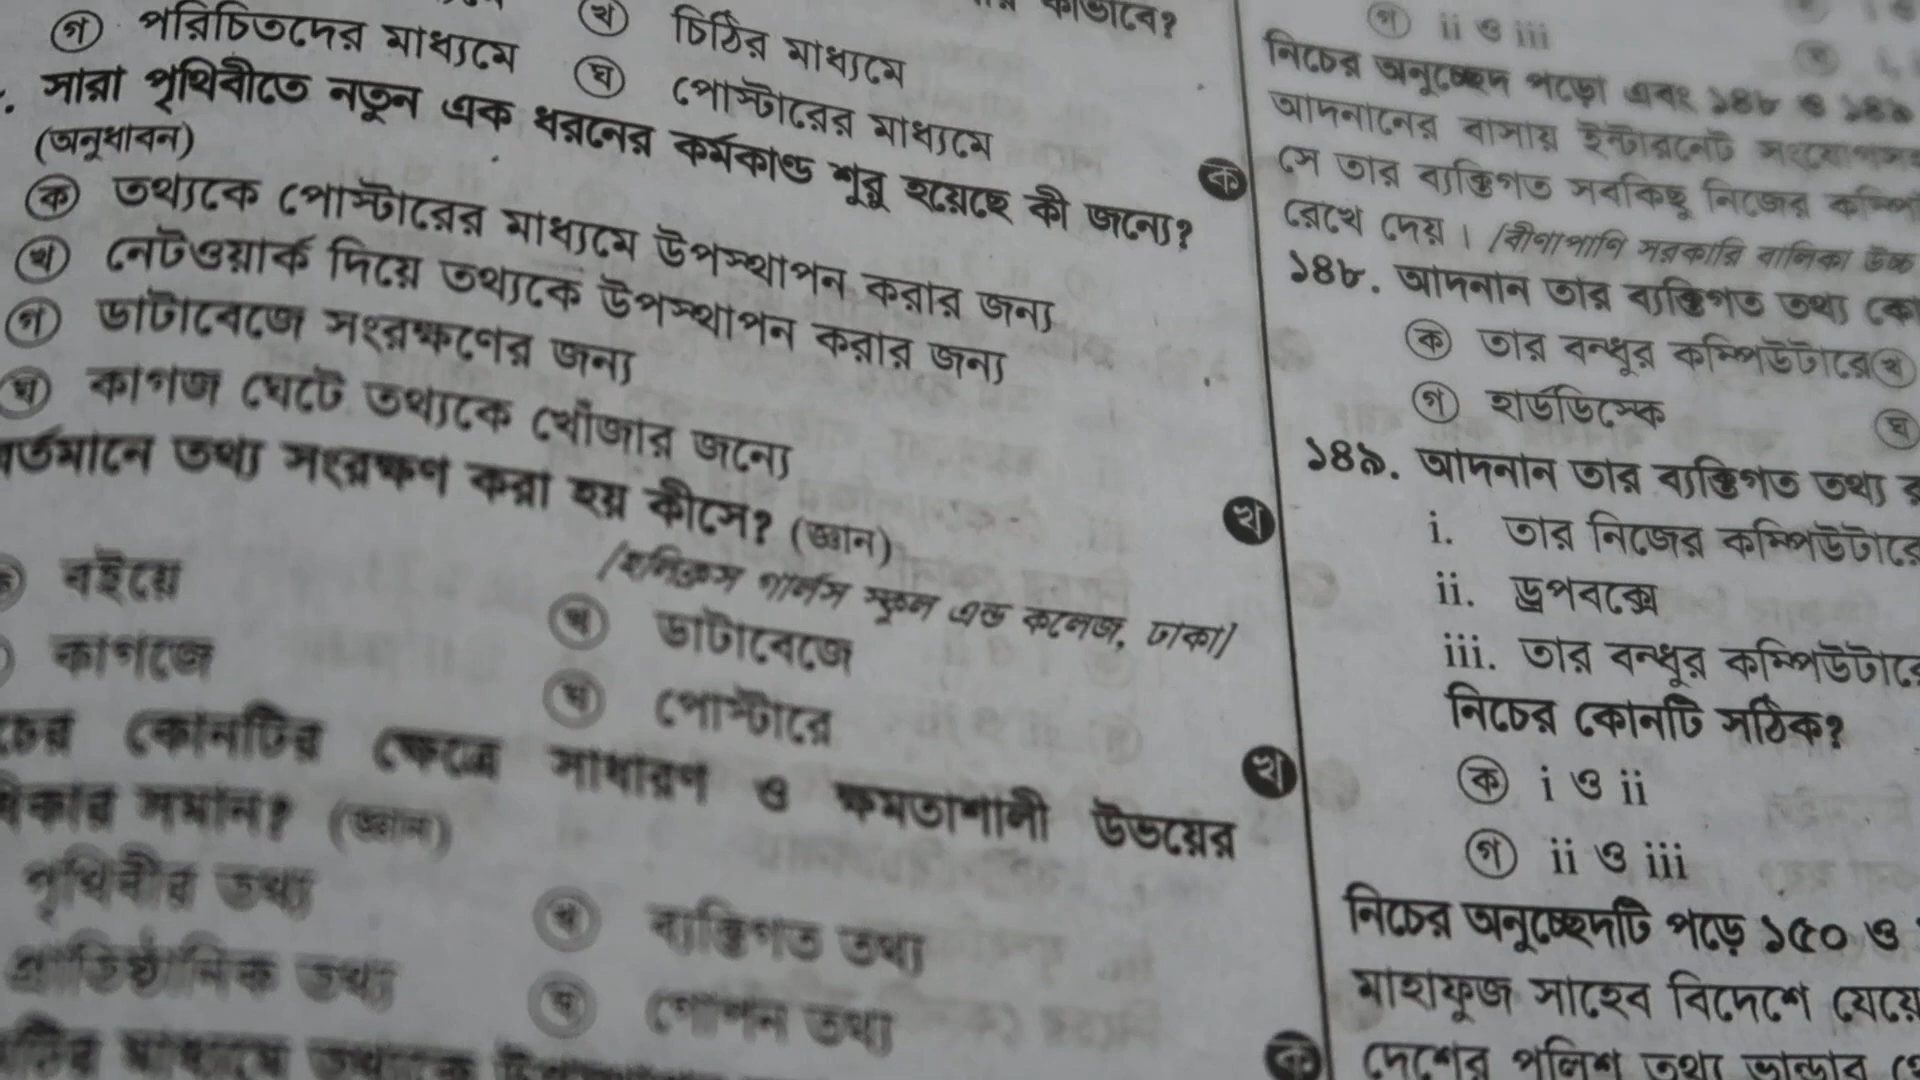 কীভাবে?
খ চিঠির মাধ্যমে
গ পরিচিতদের মাধ্যমে
ঘ পোস্টারের মাধ্যমে
সারা পৃথিবীতে নতুন এক ধরনের কর্মকাণ্ড শুরু হয়েছে কী জন্যে?
(অনুধাবন)
ক
ক তথ্যকে পোস্টারের মাধ্যমে উপস্থাপন করার জন্য
খ নেটওয়ার্ক দিয়ে তথ্যকে উপস্থাপন করার জন্য
গ ডাটাবেজে সংরক্ষণের জন্য
ঘ কাগজ ঘেটে তথ্যকে খোঁজার জন্যে
খ
বর্তমানে তথ্য সংরক্ষণ করা হয় কীসে? (জ্ঞান)
[হলিক্রস গার্লস স্কুল এন্ড কলেজ, ঢাকা]
বইয়ে
খ ডাটাবেজে
কাগজে
ঘ পোস্টারে
খ
কোনটির ক্ষেত্রে সাধারণ ও ক্ষমতাশালী উভয়ের
সমান? (জ্ঞান)
পৃথিবীর তথ্য
খ ব্যক্তিগত তথ্য
প্রাতিষ্ঠানিক তথ্য
ঘ গোপন তথ্য
ক
গ ii ও iii
নিচের অনুচ্ছেদ পড়ো এবং ১৪৮ ও ১৪৯
আদনানের বাসায় ইন্টারনেট
সে তার ব্যক্তিগত সবকিছু নিজের
রেখে দেয়। [বীণাপাণি সরকারি বালিকা উচ্চ
১৪৮. আদনান তার ব্যক্তিগত তথ্য
ক তার বন্ধুর কম্পিউটারে খ
গ হার্ডডিস্কে
ঘ
১৪৯. আদনান তার ব্যক্তিগত তথ্য
i. তার নিজের কম্পিউটারে
ii. ড্রপবক্সে
iii. তার বন্ধুর কম্পিউটারে
নিচের কোনটি সঠিক?
ক i ও ii
গ ii ও iii
নিচের অনুচ্ছেদটি পড়ে ১৫০ ও
মাহাফুজ সাহেব বিদেশে যেয়ে
দেশের পুলিশ তথ্য ভান্ডার